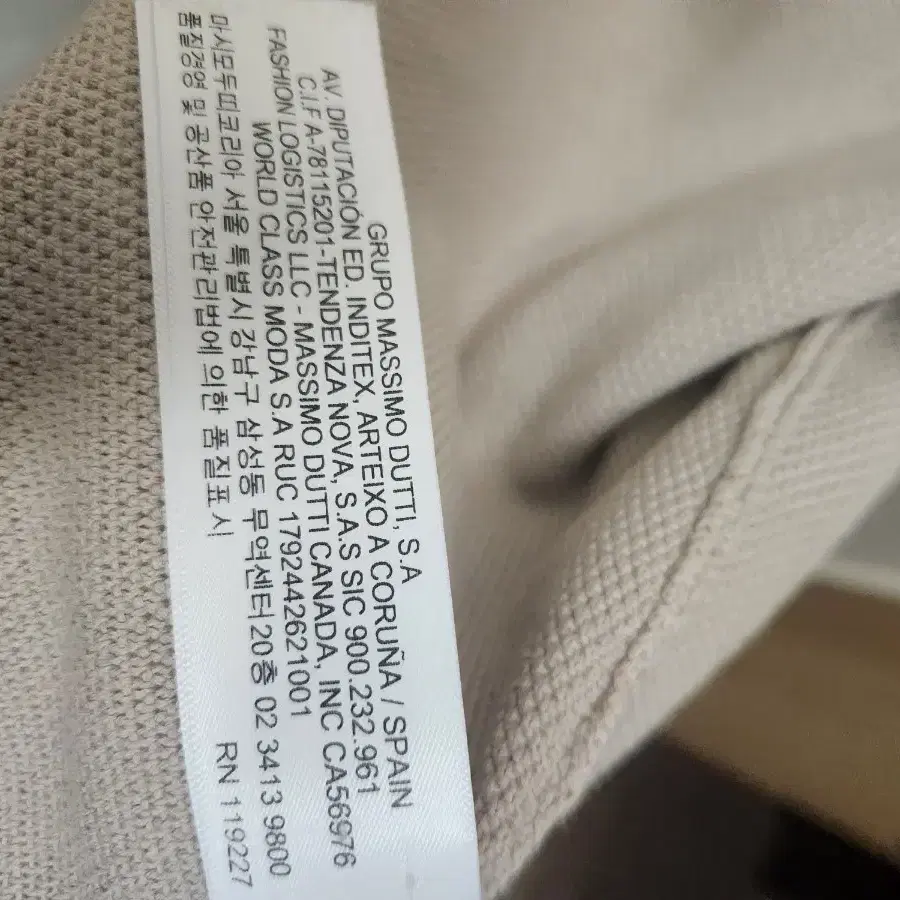 GRUPO MASSIMO DUTTI, S.A
AV. DIPUTACIÓN ED. INDITEX, ARTEIXO A CORUÑA / SPAIN
C.I.F A-78115201-TENDENZA NOVA, S.A.S SIC 900.232.961
FASHION LOGISTICS LLC - MASSIMO DUTTI CANADA, INC CA56976
WORLD CLASS MODA S.A RUC 17924462621001
마시모두띠코리아 서울 특별시 강남구 삼성동 무역센터20층 02 3413 9800
품질경영 및 공산품 안전관리법에 의한 품질표시
RN 119227